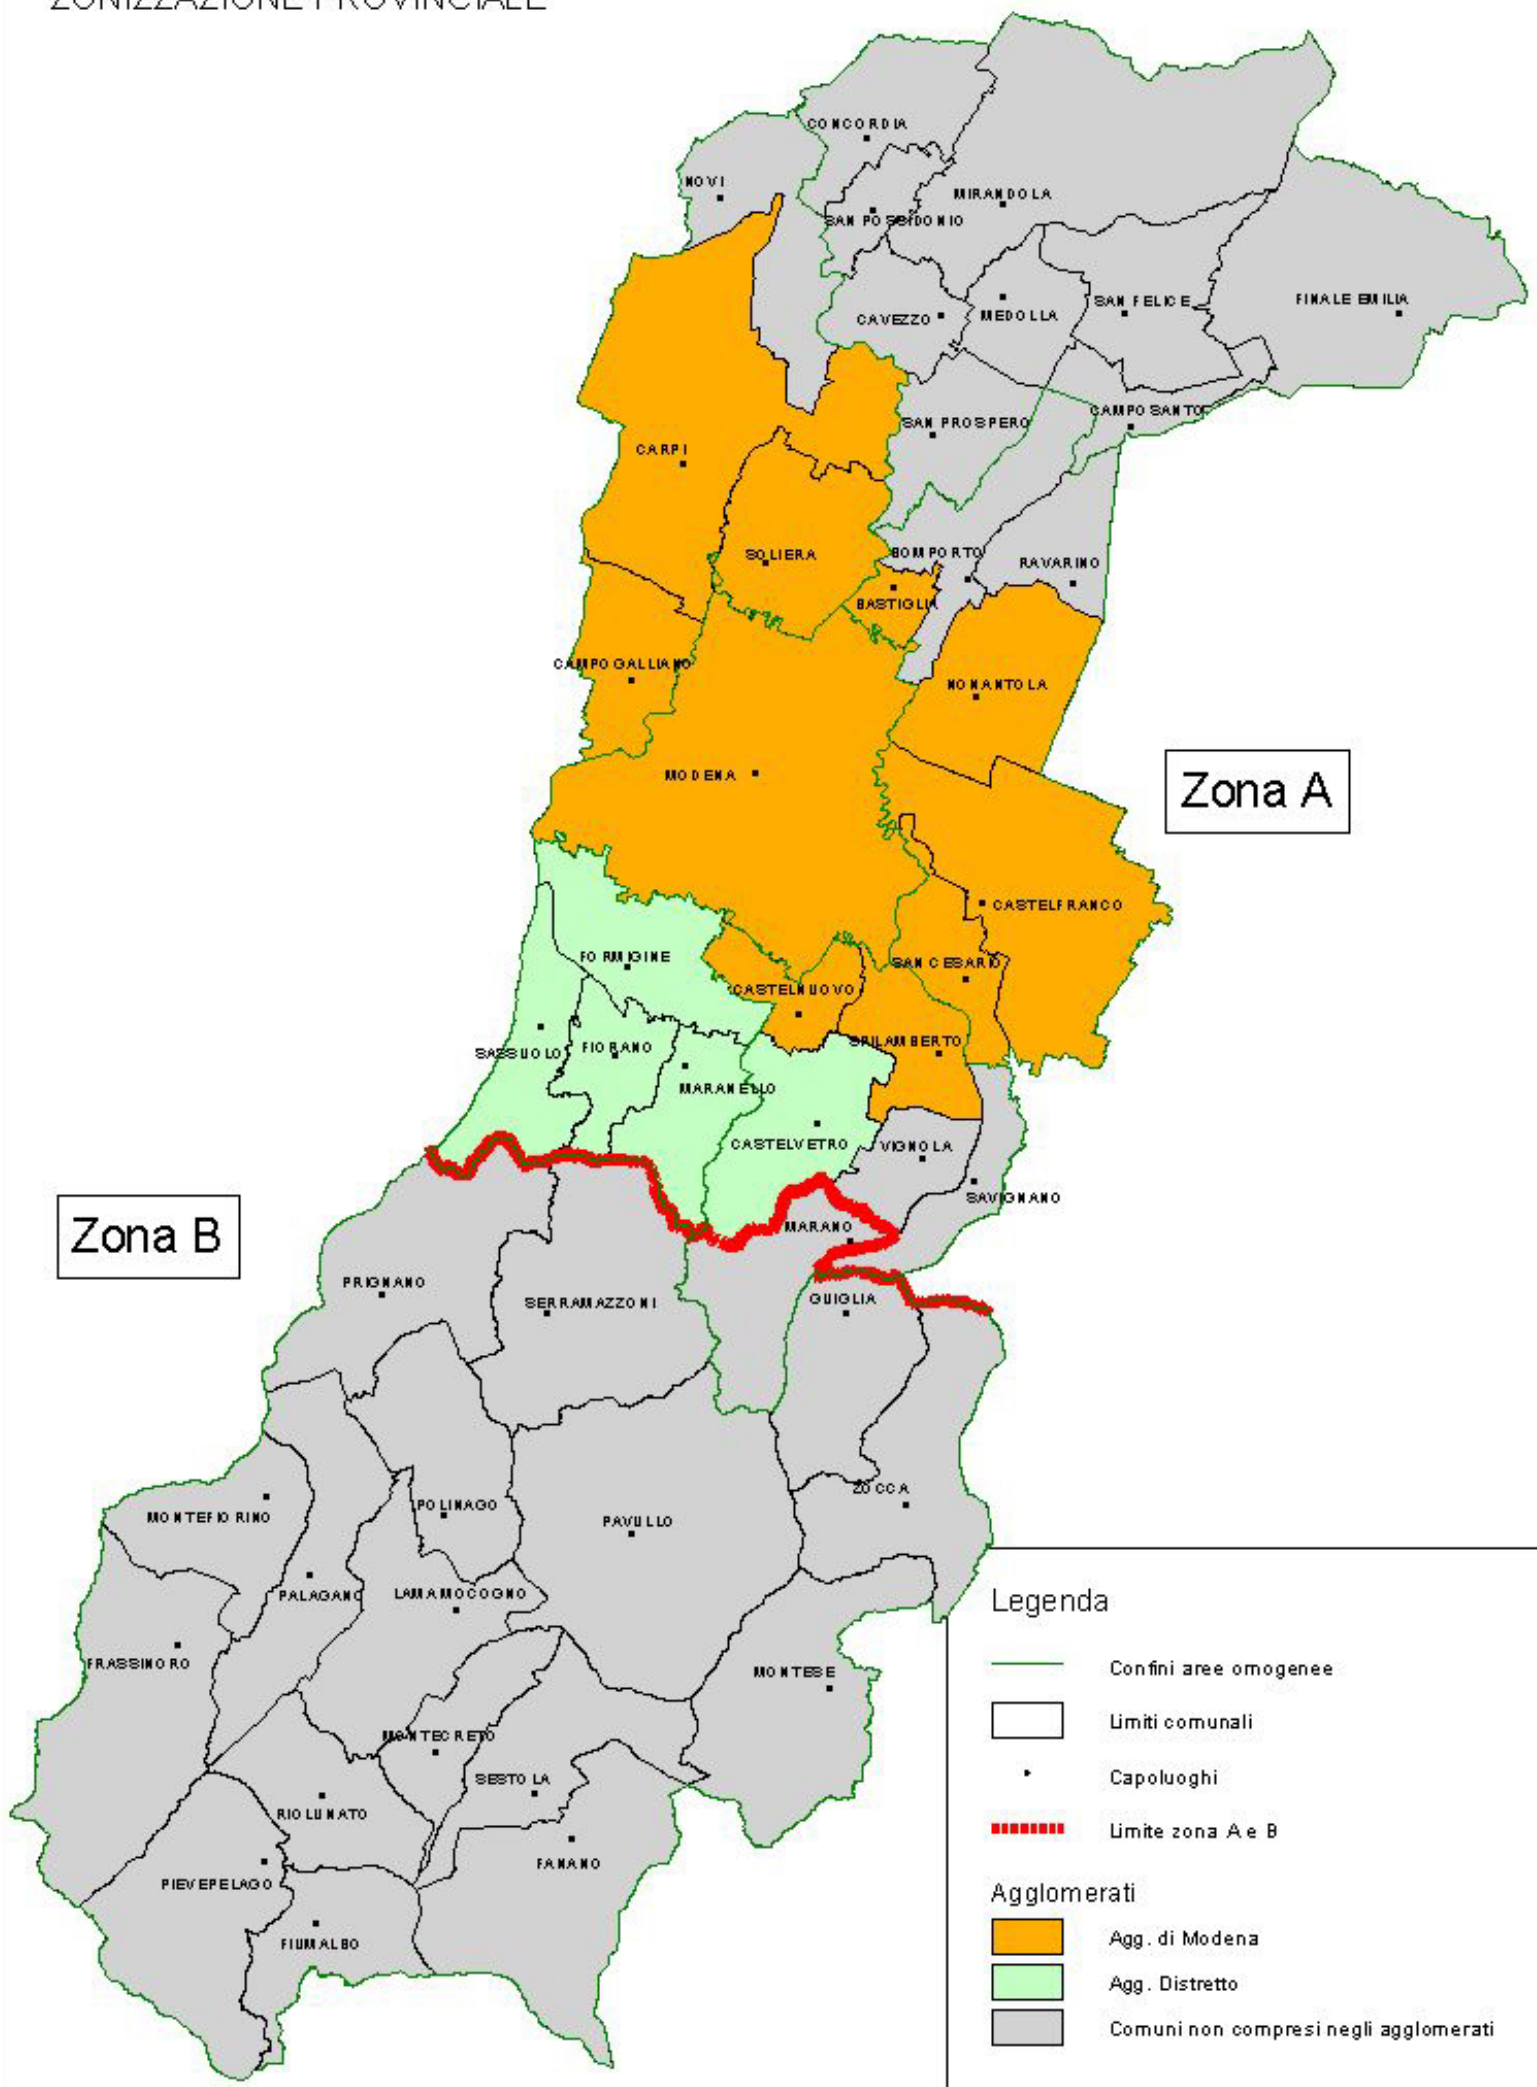 ZONIZZAZIONE PROVINCIALE
CONCORDIA
NOVI
MIRANDOLA
SAN POSSIDONIO
CAVEZZO
MEDOLLA
SAN FELICE
FINALE EMILIA
SAN PROSPERO
CAMPO SANTO
CARPI
SOLIERA
BOMPORTO
RAVARINO
BASTIGLIA
CAMPOGALLIANO
NONANTOLA
MODENA
Zona A
CASTELFRANCO
FORMIGINE
SAN CESARIO
CASTELNUOVO
SASSUOLO
FIORANO
SPILAMBERTO
MARANELLO
CASTELVETRO
VIGNOLA
SAVIGNANO
Zona B
MARANO
PRIGNANO
SERRAMAZZONI
GUIGLIA
ZOCCA
MONTEFIORINO
POLINAGO
PAVULLO
PALAGANO
LAMAMOCOGNO
FRASSINORO
MONTESE
MONTECRETO
SESTOLA
RIOLUNATO
FANANO
PIEVEPELAGO
FIUMALBO
Legenda
Confini aree omogenee
Limiti comunali
Capoluoghi
Limite zona A e B
Agglomerati
Agg. di Modena
Agg. Distretto
Comuni non compresi negli agglomerati